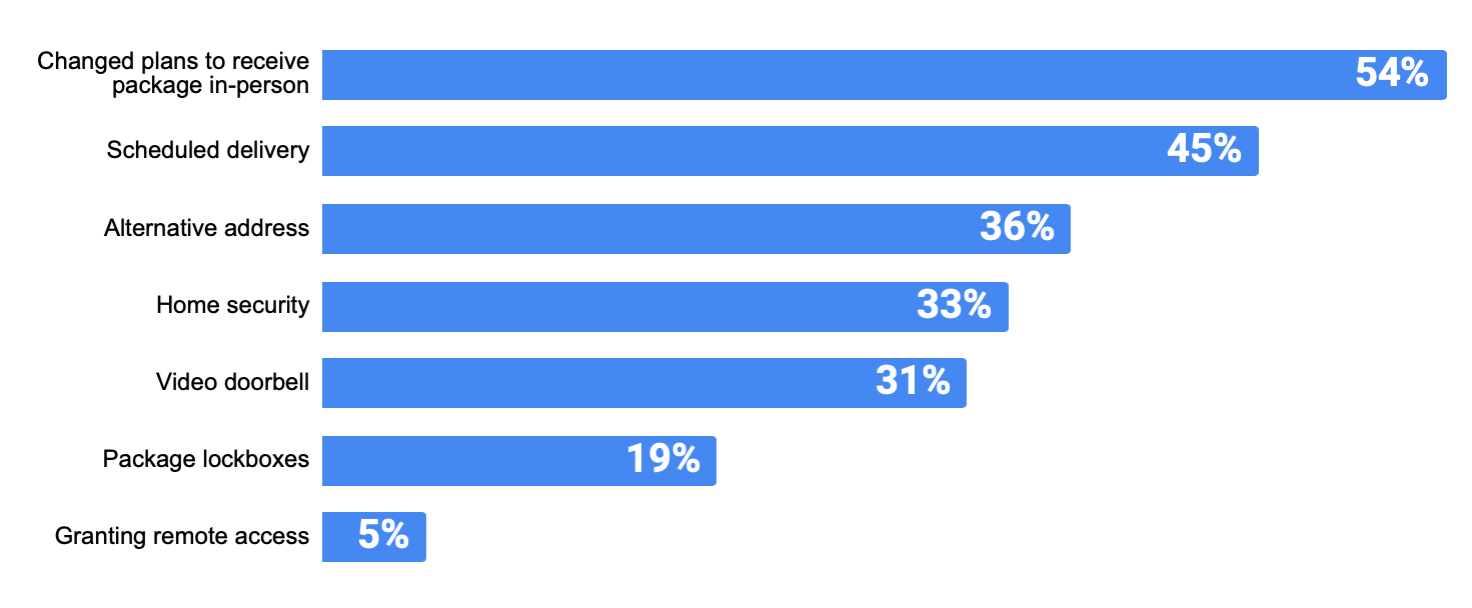 Changed plans to receive
package in-person
54%
Scheduled delivery
45%
Alternative address
36%
Home security
33%
Video doorbell
31%
Package lockboxes
19%
Granting remote access
5%